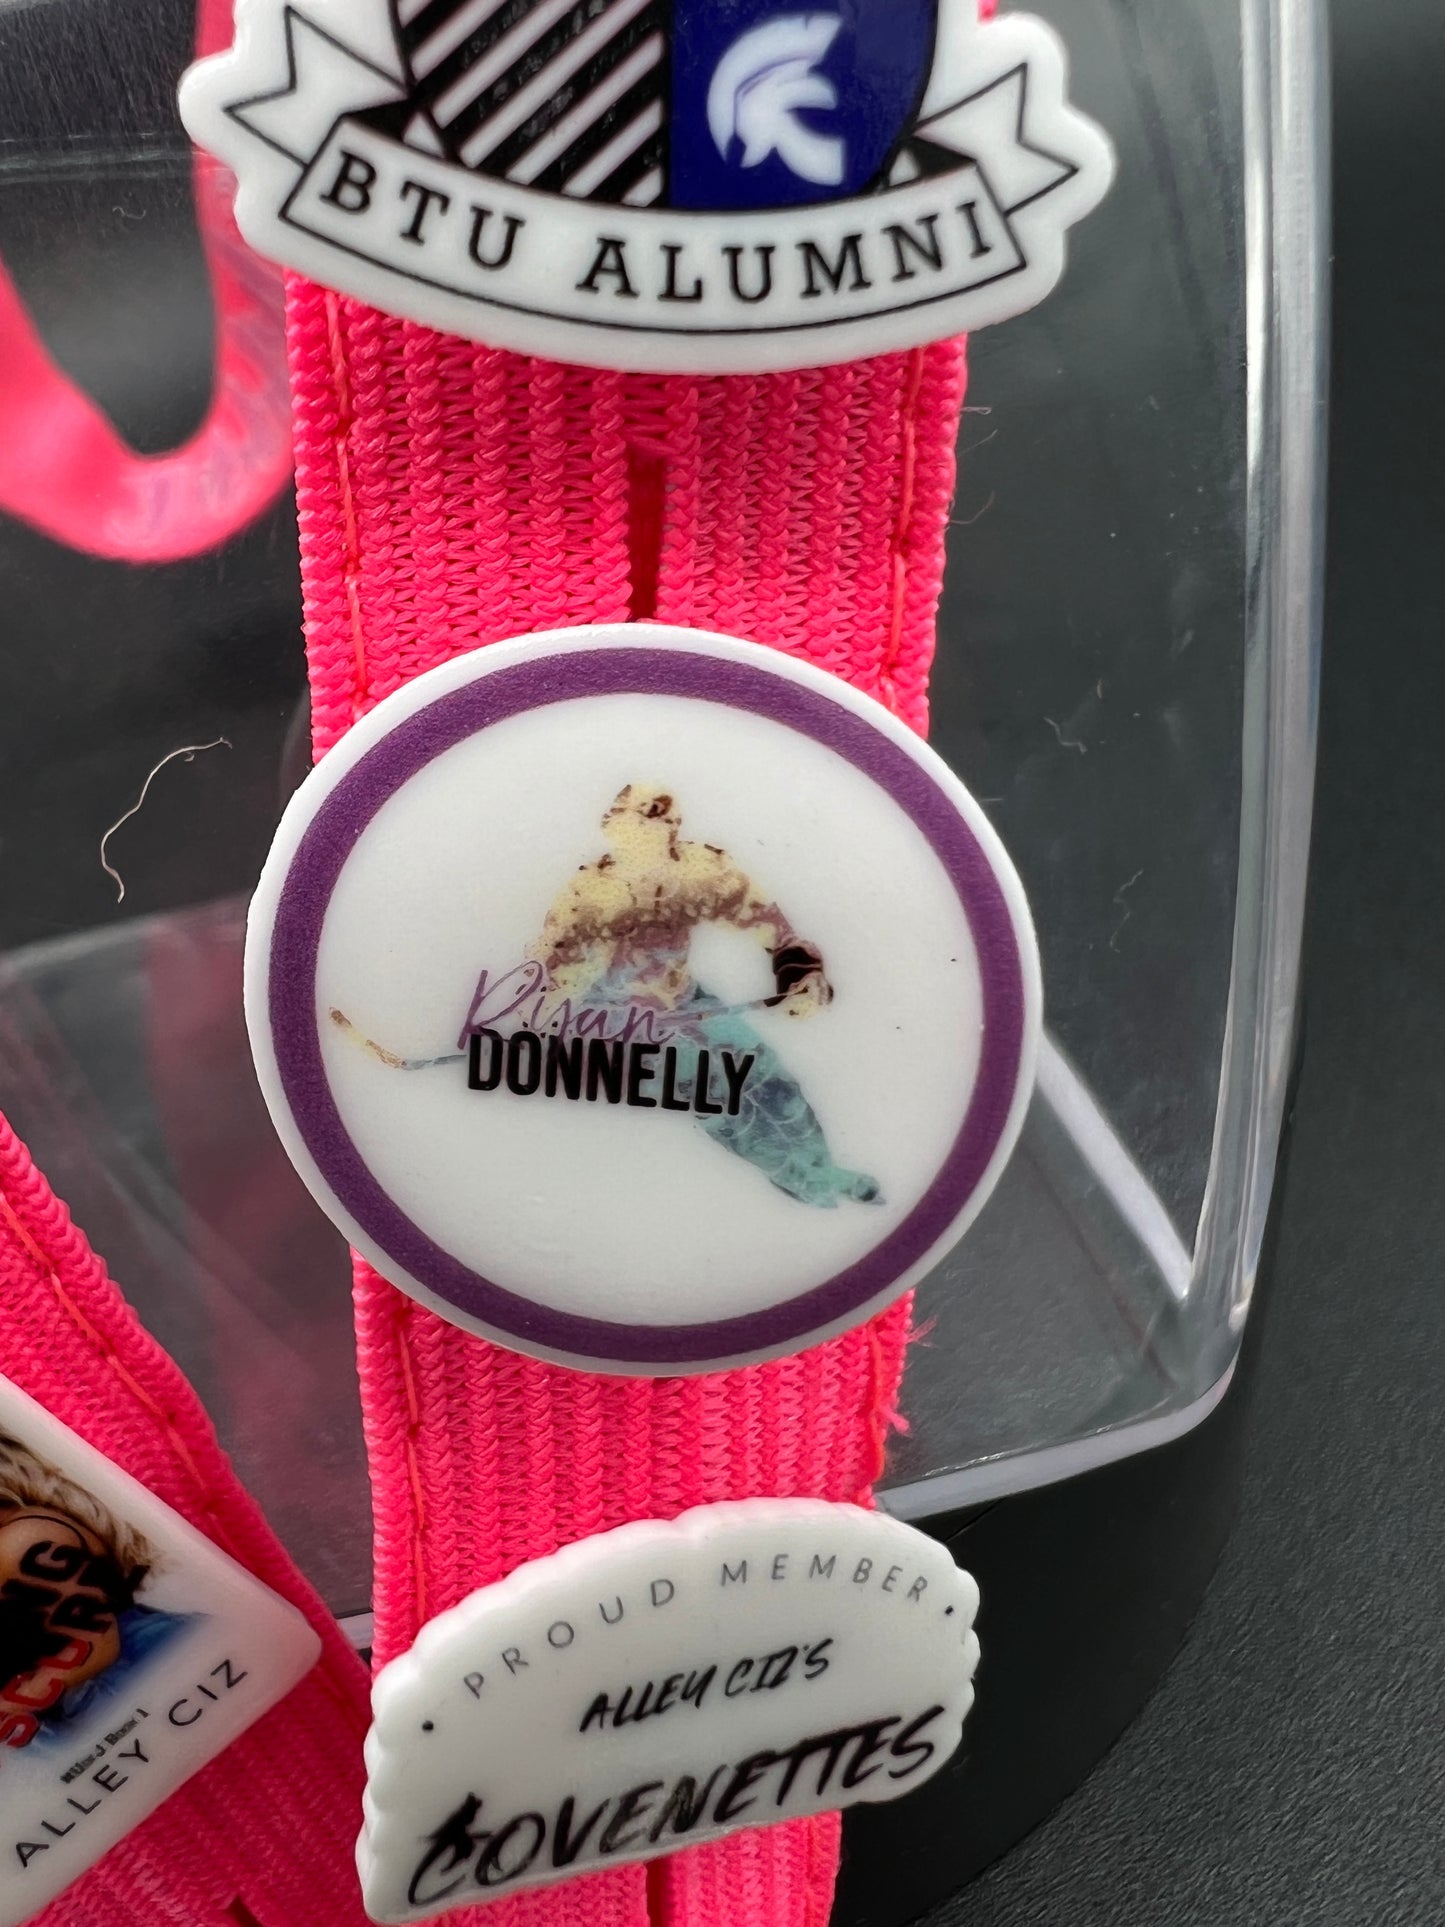 BTU ALUMNI
Ryan
DONNELLY
• PROUD MEMBER •
ALLEY CIZ'S
COVENETTES
ALLEY CIZ